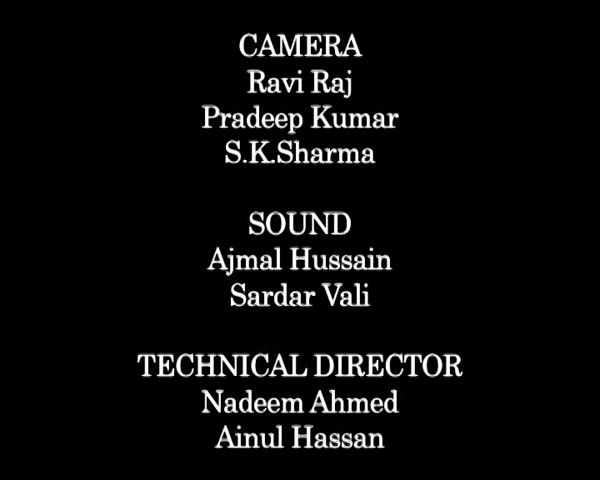 CAMERA
Ravi Raj
Pradeep Kumar
S.K.Sharma
SOUND
Ajmal Hussain
Sardar Vali
TECHNICAL DIRECTOR
Nadeem Ahmed
Ainul Hassan